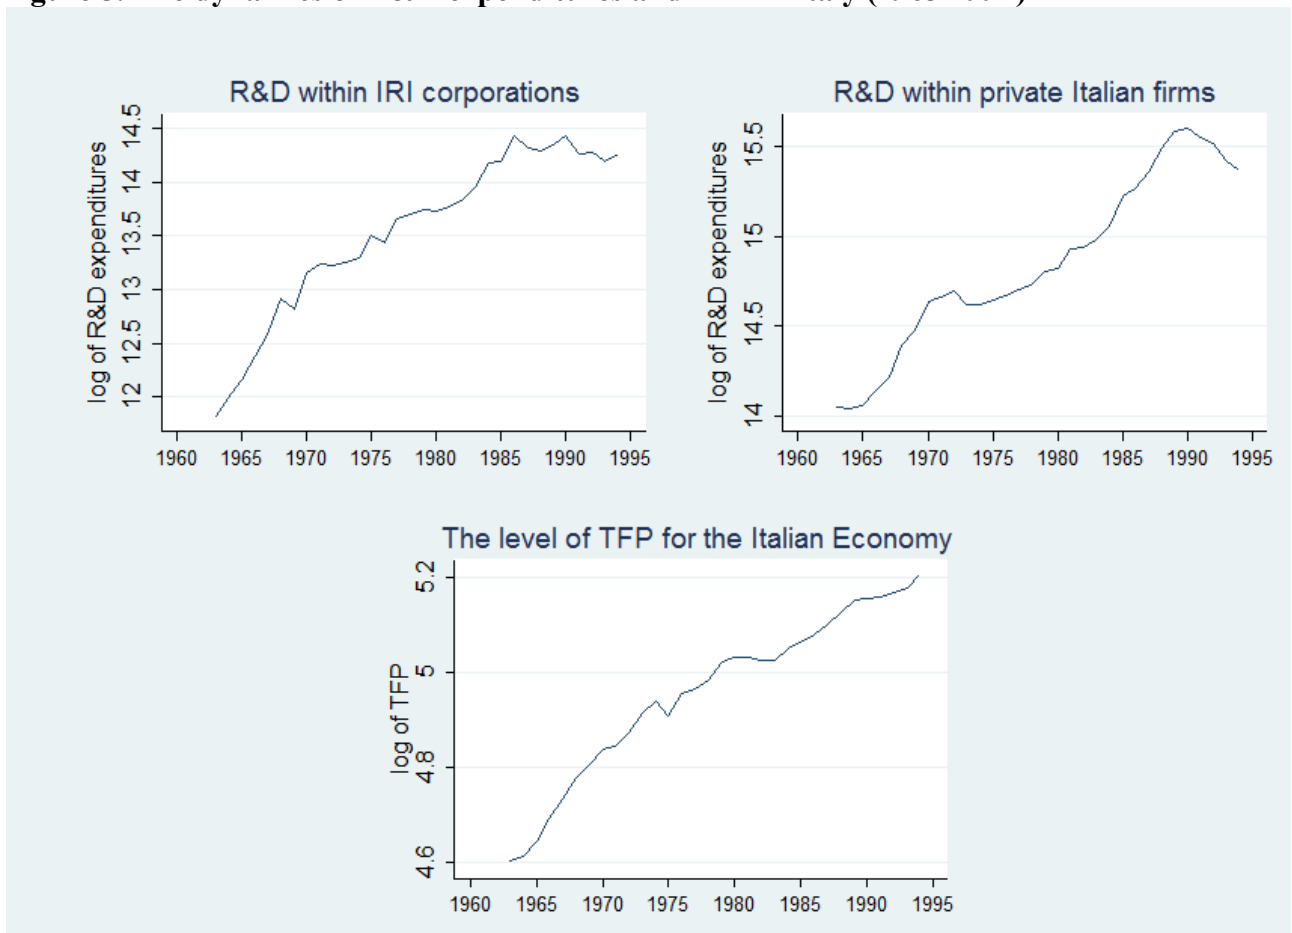 R&D within IRI corporations
log of R&D expenditures
14.5
14
13.5
13
12.5
12
1960 1965 1970 1975 1980 1985 1990 1995
R&D within private Italian firms
log of R&D expenditures
15.5
15
14.5
14
1960 1965 1970 1975 1980 1985 1990 1995
The level of TFP for the Italian Economy
log of TFP
5.2
5
4.8
4.6
1960 1965 1970 1975 1980 1985 1990 1995